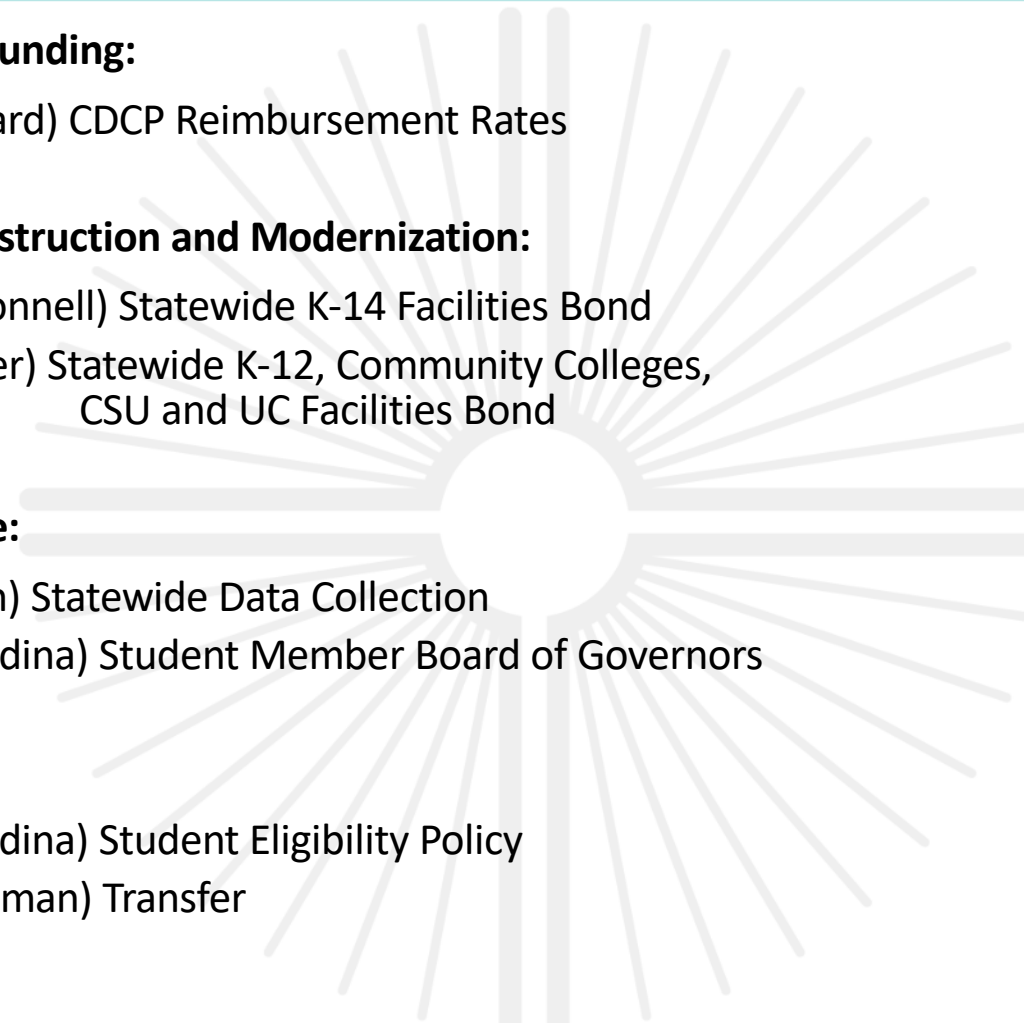 unding:
ard) CDCP Reimbursement Rates
struction and Modernization:
onnell) Statewide K-14 Facilities Bond
er) Statewide K-12, Community Colleges,
CSU and UC Facilities Bond
e:
n) Statewide Data Collection
dina) Student Member Board of Governors
dina) Student Eligibility Policy
man) Transfer